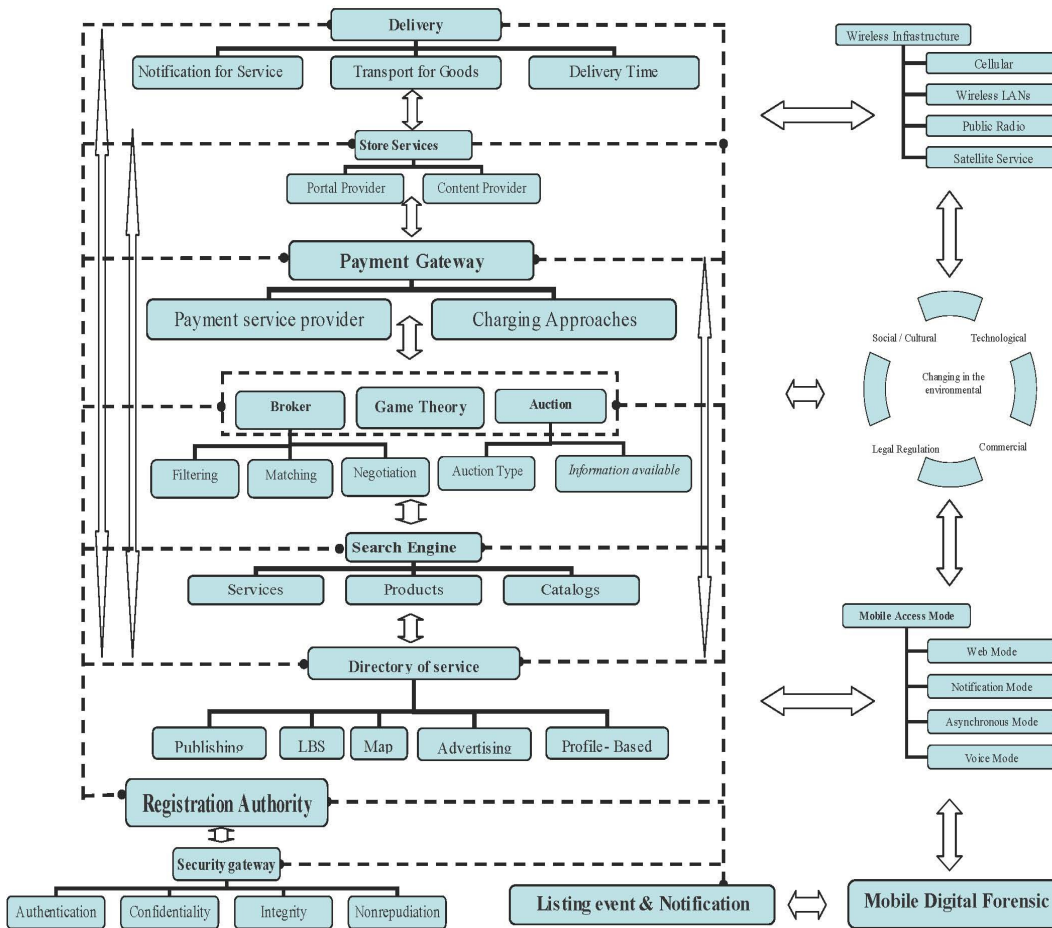 Delivery
Notification for Service
Transport for Goods
Delivery Time
Store Services
Portal Provider
Content Provider
Payment Gateway
Payment service provider
Charging Approaches
Broker
Game Theory
Auction
Filtering
Matching
Negotiation
Auction Type
Information available
Search Engine
Services
Products
Catalogs
Directory of service
Publishing
LBS
Map
Advertising
Profile- Based
Registration Authority
Security gateway
Authentication
Confidentiality
Integrity
Nonrepudiation
Listing event & Notification
Wireless Infrastructure
Cellular
Wireless LANs
Public Radio
Satellite Service
Social / Cultural
Technological
Changing in the
environmental
Legal Regulation
Commercial
Mobile Access Mode
Web Mode
Notification Mode
Asynchronous Mode
Voice Mode
Mobile Digital Forensic